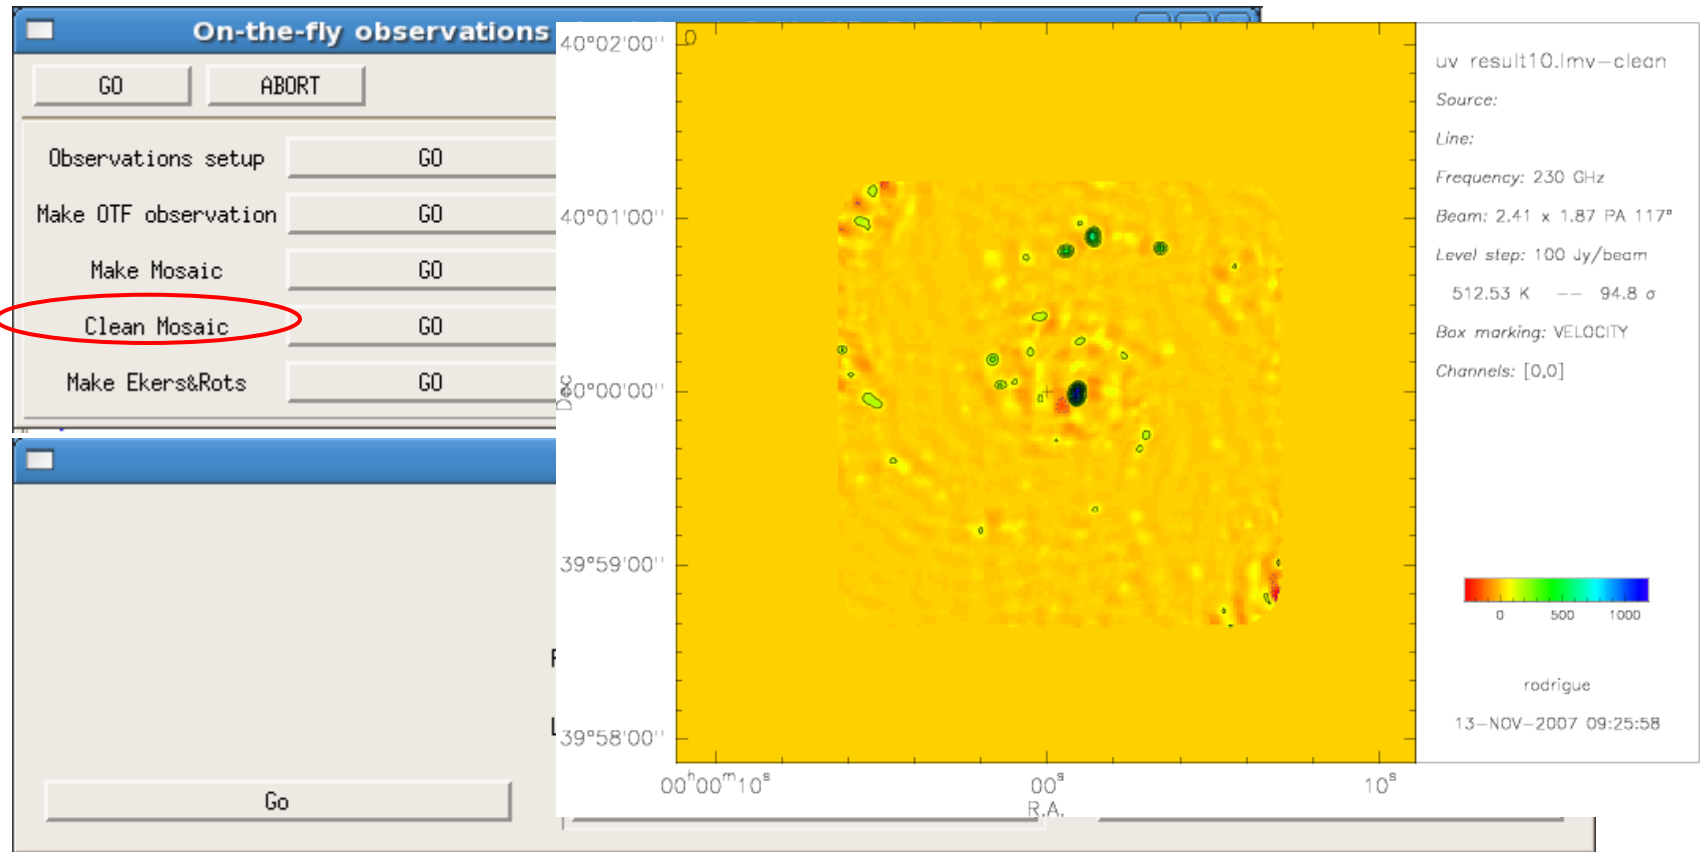 On-the-fly observations
GO ABORT
Observations setup GO
Make OTF observation GO
Make Mosaic GO
Clean Mosaic GO
Make Ekers&Rots GO
Go
0
40°02'00''
40°01'00''
40°00'00''
39°59'00''
39°58'00''
Dec
00ʰ00ᵐ10ˢ 00ˢ 10ˢ
R.A.
uv result10.lmv-clean
Source:
Line:
Frequency: 230 GHz
Beam: 2.41 x 1.87 PA 117°
Level step: 100 Jy/beam
512.53 K -- 94.8 σ
Box marking: VELOCITY
Channels: [0,0]
0 500 1000
rodrigue
13-NOV-2007 09:25:58